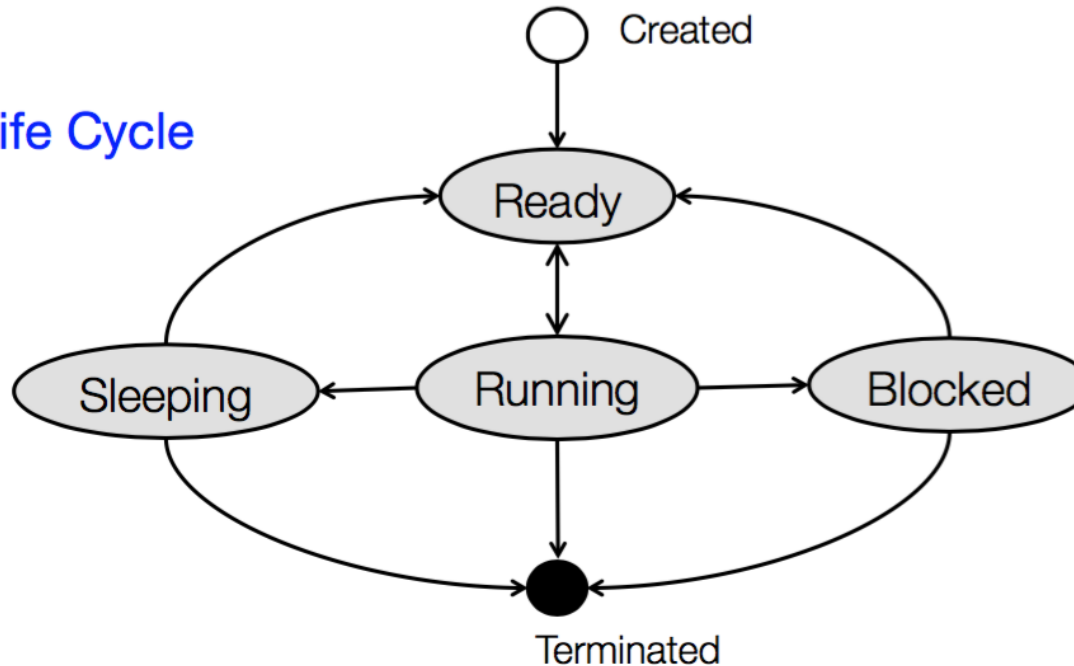 Created
ife Cycle
Ready
Sleeping
Running
Blocked
Terminated